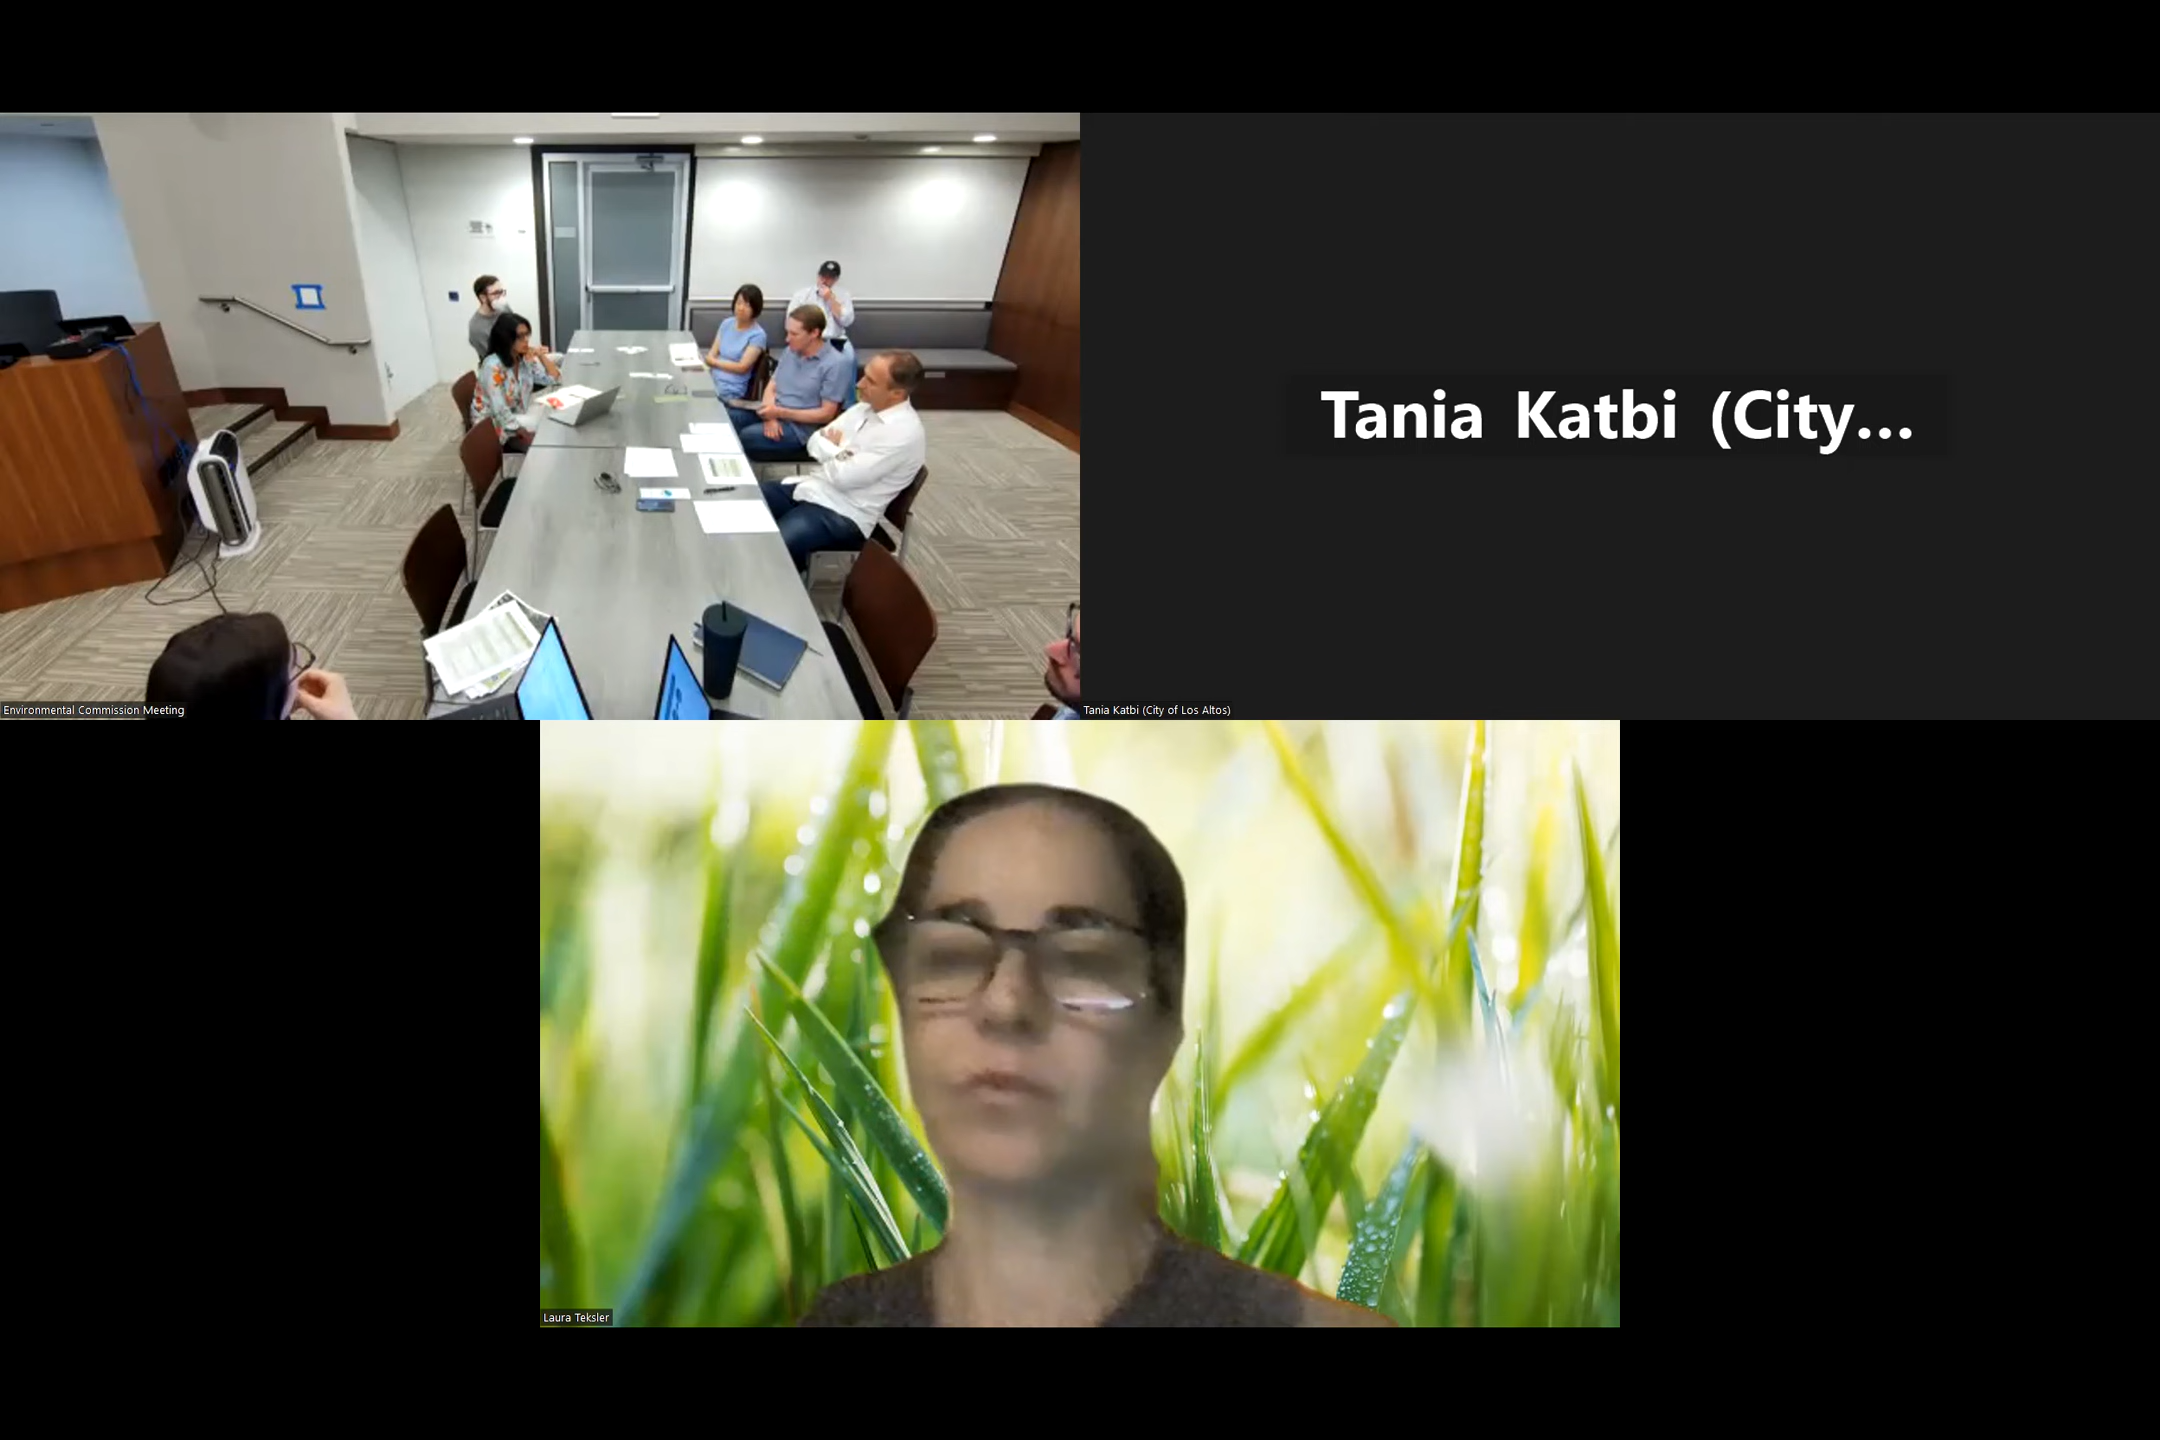 Tania Katbi (City...
Environmental Commission Meeting
Tania Katbi (City of Los Altos)
Laura Teksler